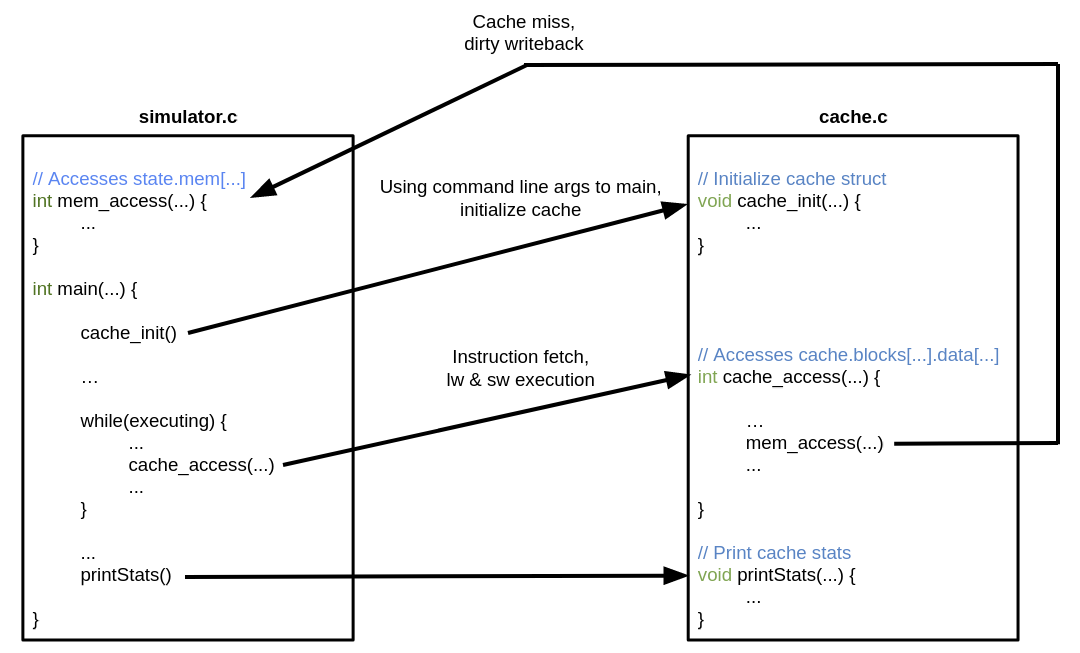 Cache miss,
dirty writeback
simulator.c
// Accesses state.mem[...]
int mem_access(...) {
...
}
int main(...) {
cache_init()
…
while(executing) {
...
cache_access(...)
...
}
...
printStats()
}
Using command line args to main,
initialize cache
Instruction fetch,
lw & sw execution
cache.c
// Initialize cache struct
void cache_init(...) {
...
}
// Accesses cache.blocks[...].data[...]
int cache_access(...) {
…
mem_access(...)
...
}
// Print cache stats
void printStats(...) {
...
}